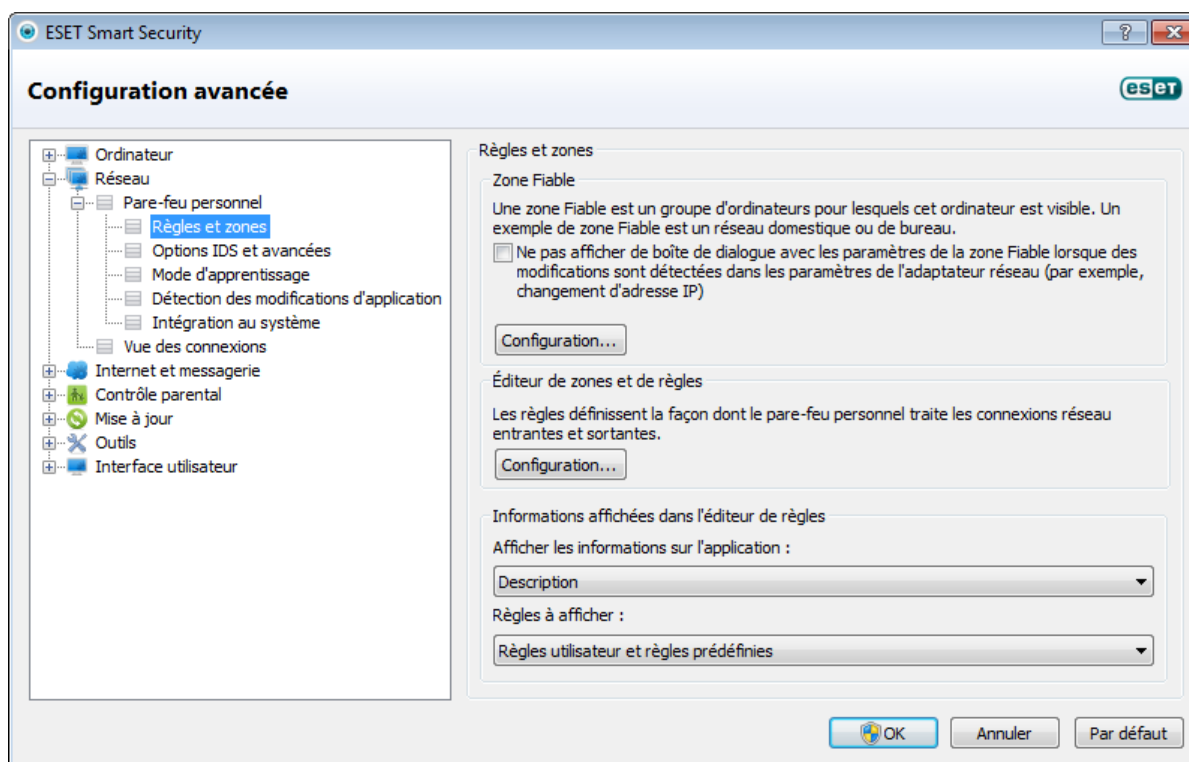 ESET Smart Security
Configuration avancée
eset
Ordinateur
Réseau
Pare-feu personnel
Règles et zones
Options IDS et avancées
Mode d'apprentissage
Détection des modifications d'application
Intégration au système
Vue des connexions
Internet et messagerie
Contrôle parental
Mise à jour
Outils
Interface utilisateur
Règles et zones
Zone Fiable
Une zone Fiable est un groupe d'ordinateurs pour lesquels cet ordinateur est visible. Un
exemple de zone Fiable est un réseau domestique ou de bureau.
Ne pas afficher de boîte de dialogue avec les paramètres de la zone Fiable lorsque des
modifications sont détectées dans les paramètres de l'adaptateur réseau (par exemple,
changement d'adresse IP)
Configuration...
Éditeur de zones et de règles
Les règles définissent la façon dont le pare-feu personnel traite les connexions réseau
entrantes et sortantes.
Configuration...
Informations affichées dans l'éditeur de règles
Afficher les informations sur l'application :
Description
Règles à afficher :
Règles utilisateur et règles prédéfinies
OK
Annuler
Par défaut